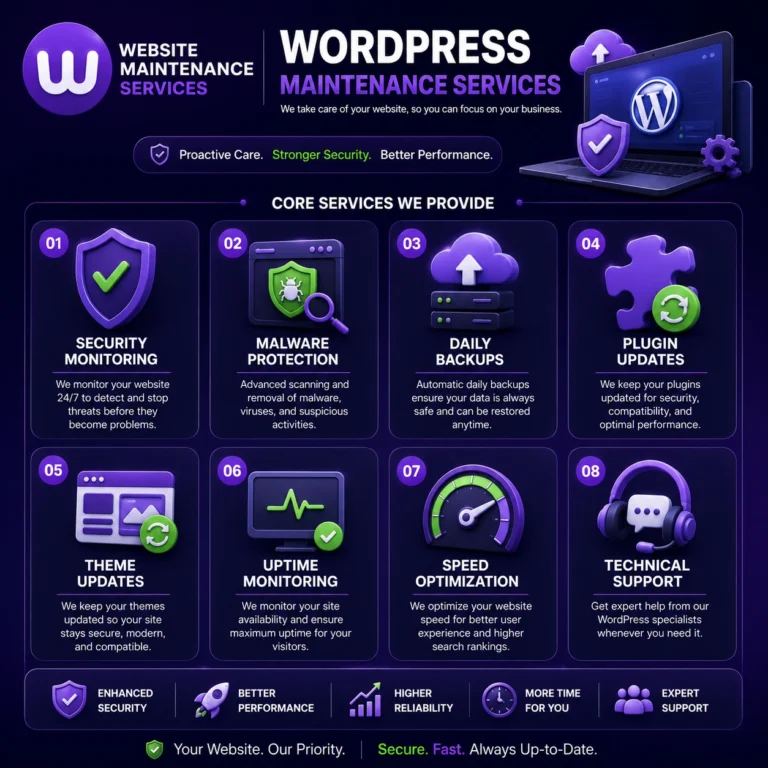 W
WEBSITE
MAINTENANCE
SERVICES
WORDPRESS
MAINTENANCE SERVICES
We take care of your website, so you can focus on your business.
W
Proactive Care. Stronger Security. Better Performance.
CORE SERVICES WE PROVIDE
01
SECURITY
MONITORING
We monitor your website
24/7 to detect and stop
threats before they
become problems.
02
MALWARE
PROTECTION
Advanced scanning and
removal of malware,
viruses, and suspicious
activities.
03
DAILY
BACKUPS
Automatic daily backups
ensure your data is always
safe and can be restored
anytime.
04
PLUGIN
UPDATES
We keep your plugins
updated for security,
compatibility, and
optimal performance.
05
THEME
UPDATES
We keep your themes
updated so your site
stays secure, modern,
and compatible.
06
UPTIME
MONITORING
We monitor your site
availability and ensure
maximum uptime for your
visitors.
07
SPEED
OPTIMIZATION
We optimize your website
speed for better user
experience and higher
search rankings.
08
TECHNICAL
SUPPORT
Get expert help from our
WordPress specialists
whenever you need it.
ENHANCED
SECURITY
BETTER
PERFORMANCE
HIGHER
RELIABILITY
MORE TIME
FOR YOU
EXPERT
SUPPORT
Your Website. Our Priority. | Secure. Fast. Always Up-to-Date.